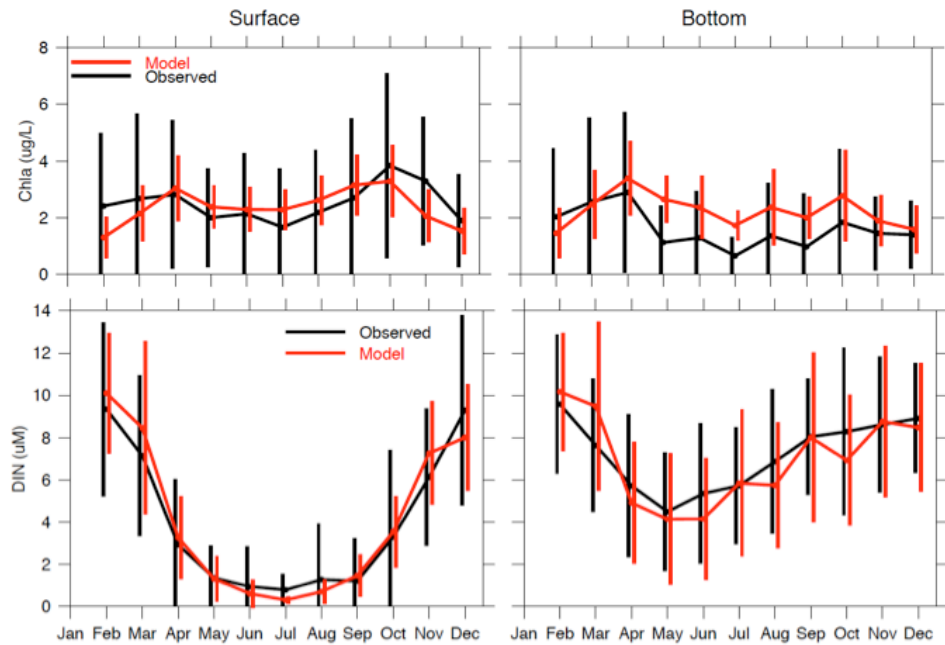 Surface
Bottom
Chla (ug/L)
8
6
4
2
0
Model
Observed
DIN (uM)
14
12
10
8
6
4
2
0
Observed
Model
Jan Feb Mar Apr May Jun Jul Aug Sep Oct Nov Dec
Jan Feb Mar Apr May Jun Jul Aug Sep Oct Nov Dec